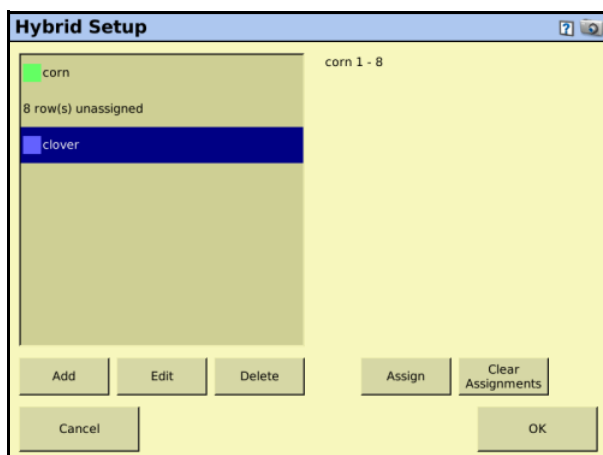 Hybrid Setup
?
corn
8 row(s) unassigned
clover
corn 1 - 8
Add
Edit
Delete
Assign
Clear
Assignments
Cancel
OK